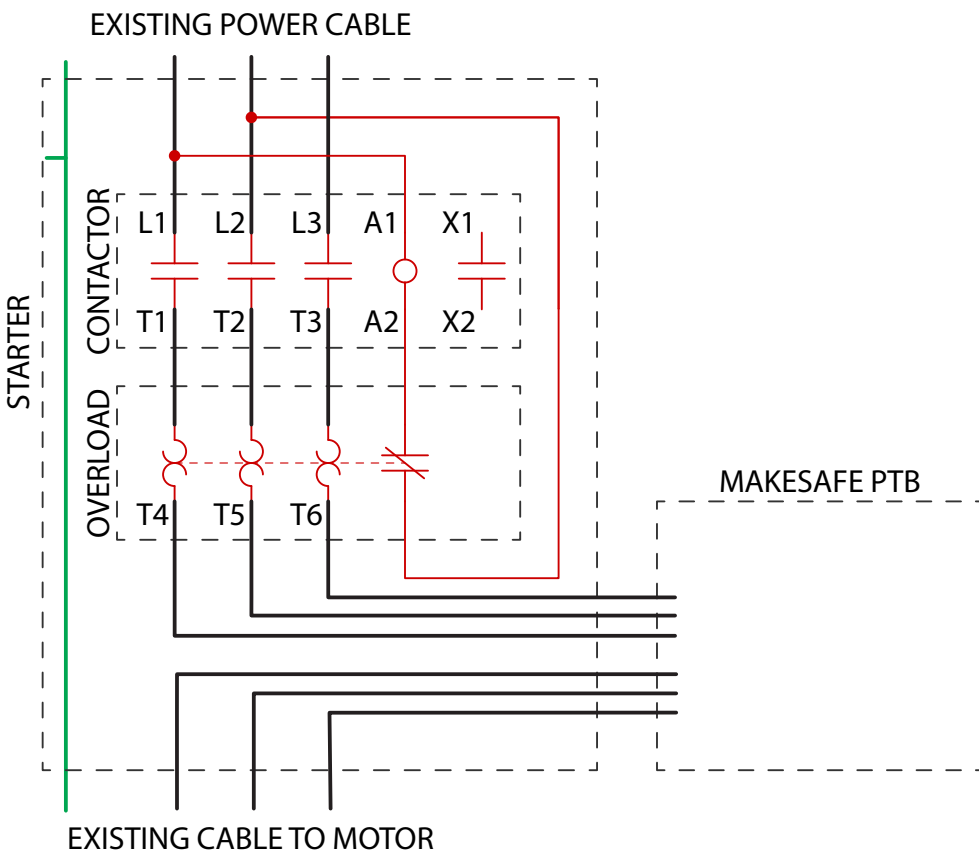 EXISTING POWER CABLE
STARTER
CONTACTOR
L1 L2 L3 A1 X1
T1 T2 T3 A2 X2
OVERLOAD
T4 T5 T6
MAKESAFE PTB
EXISTING CABLE TO MOTOR